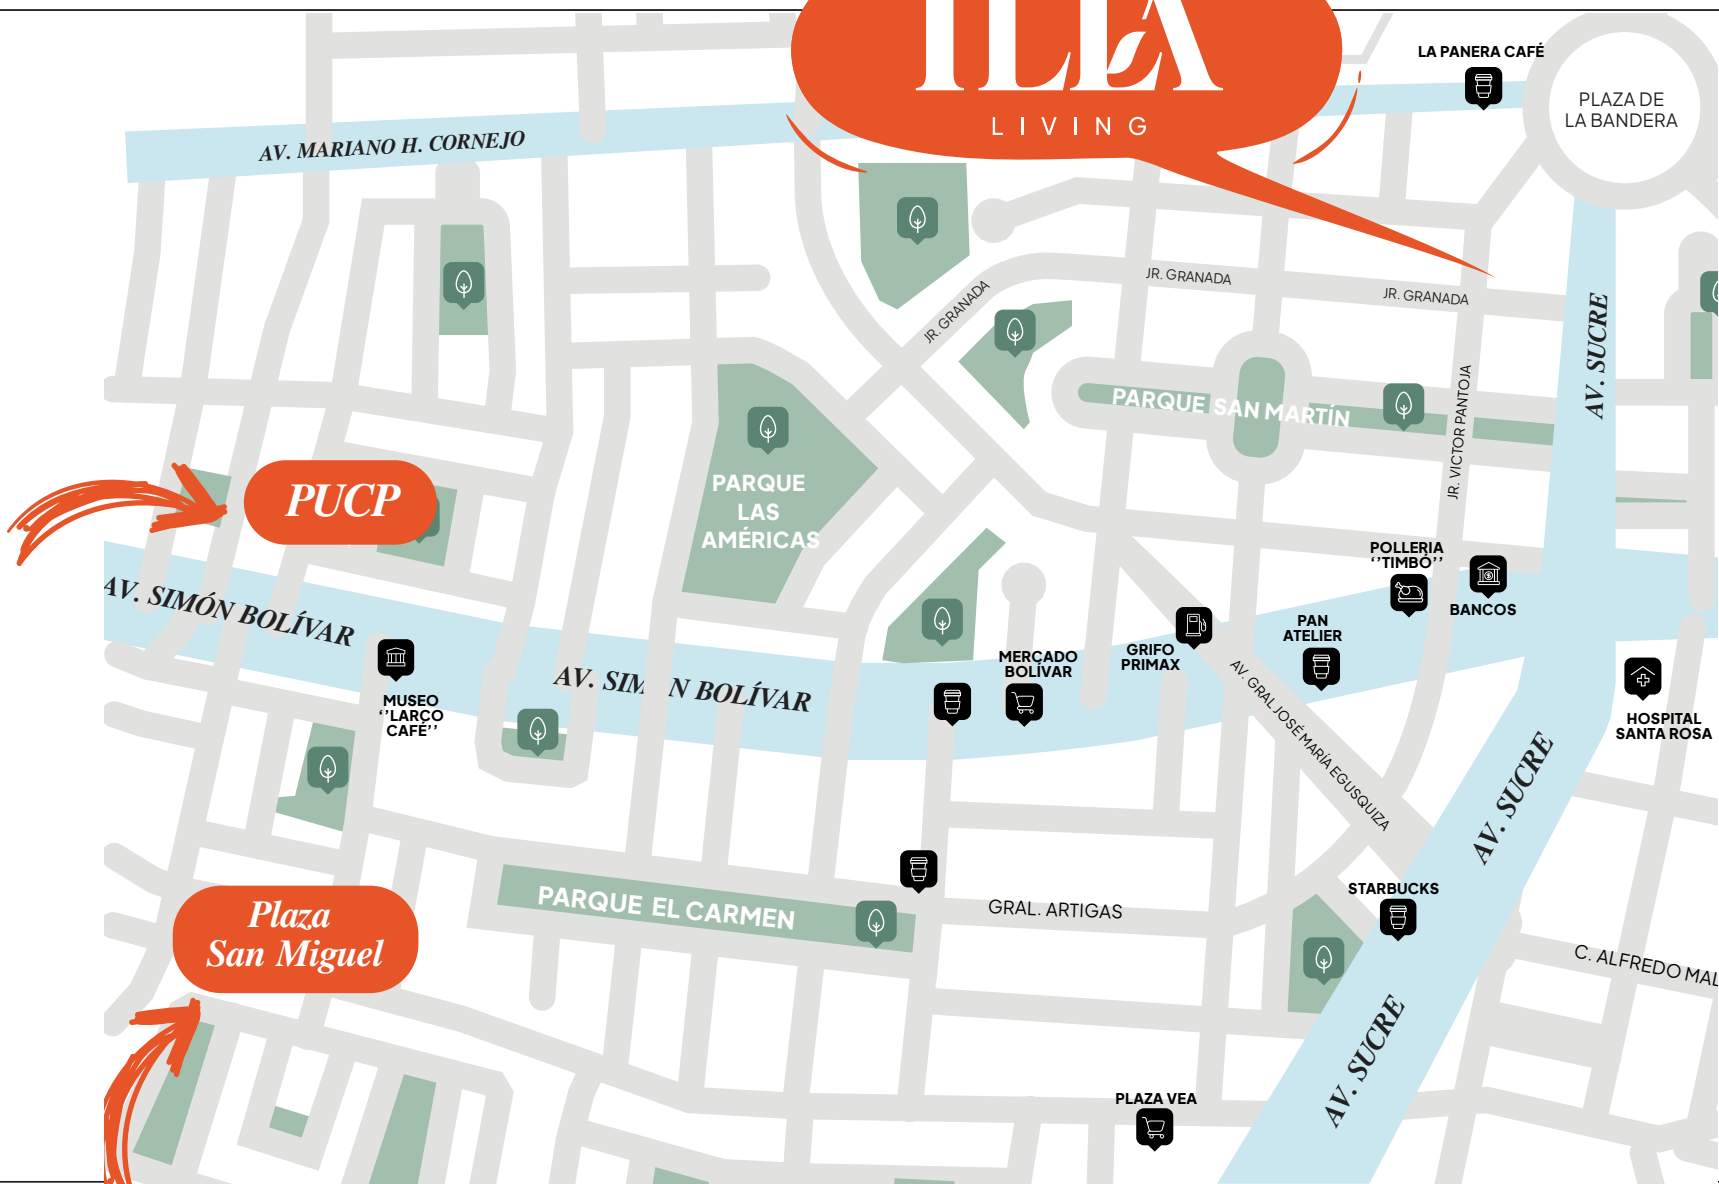 ILLA
LIVING
LA PANERA CAFÉ
PLAZA DE
LA BANDERA
AV. MARIANO H. CORNEJO
JR. GRANADA
JR. GRANADA
JR. GRANADA
AV. SUCRE
JR. VICTOR PANTOJA
PARQUE SAN MARTÍN
PARQUE
LAS
AMÉRICAS
PUCP
POLLERIA
‘‘TIMBÓ’’
BANCOS
AV. SIMÓN BOLÍVAR
PAN
ATELIER
GRIFO
PRIMAX
MERCADO
BOLÍVAR
AV. SIM N BOLÍVAR
MUSEO
‘‘LARCO
CAFÉ’’
AV. GRAL JOSÉ MARÍA EGUSQUIZA
HOSPITAL
SANTA ROSA
AV. SUCRE
STARBUCKS
PARQUE EL CARMEN
GRAL. ARTIGAS
Plaza
San Miguel
C. ALFREDO MAL
AV. SUCRE
PLAZA VEA